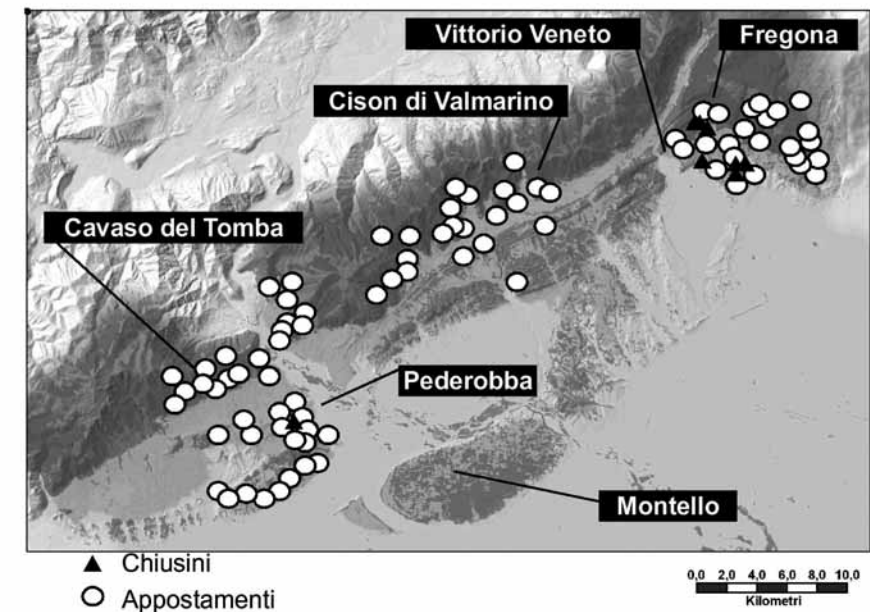 Vittorio Veneto
Fregona
Cison di Valmarino
Cavaso del Tomba
Pederobba
Montello
Chiusini
Appostamenti
0,0 2,0 4,0 6,0 8,0 10,0
Kilometri